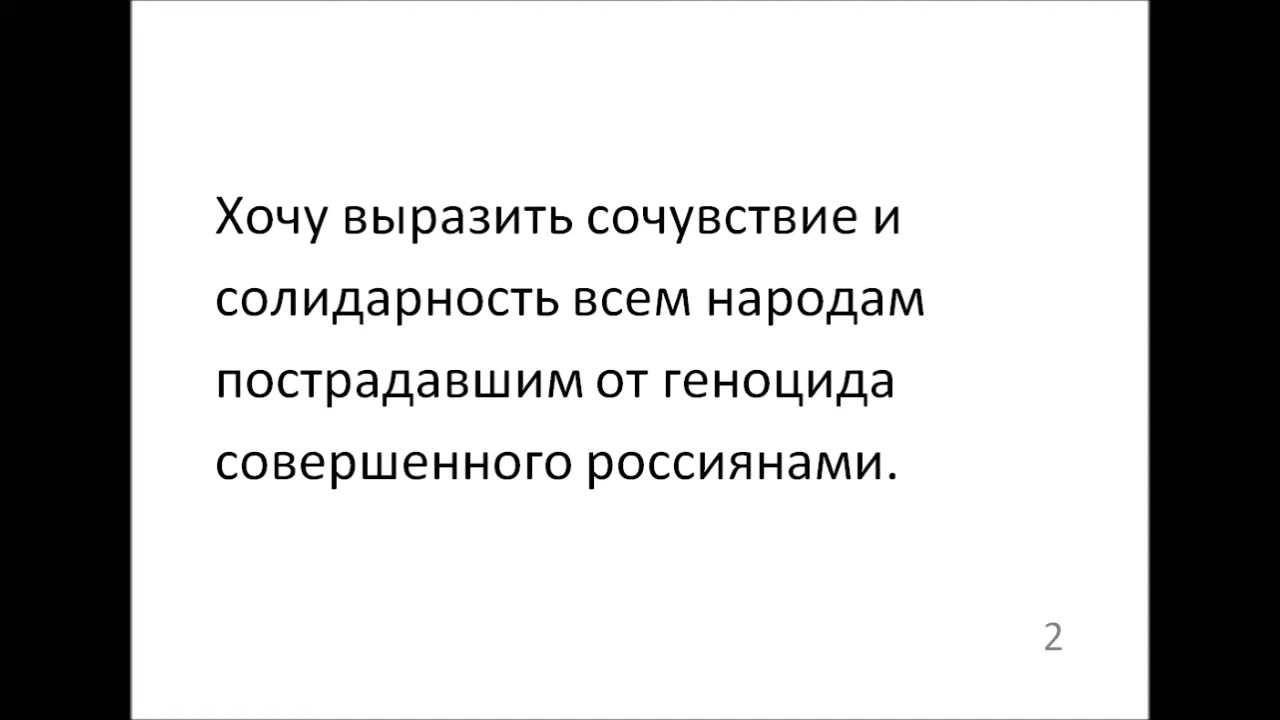 Хочу выразить сочувствие и
солидарность всем народам
пострадавшим от геноцида
совершенного россиянами.
2